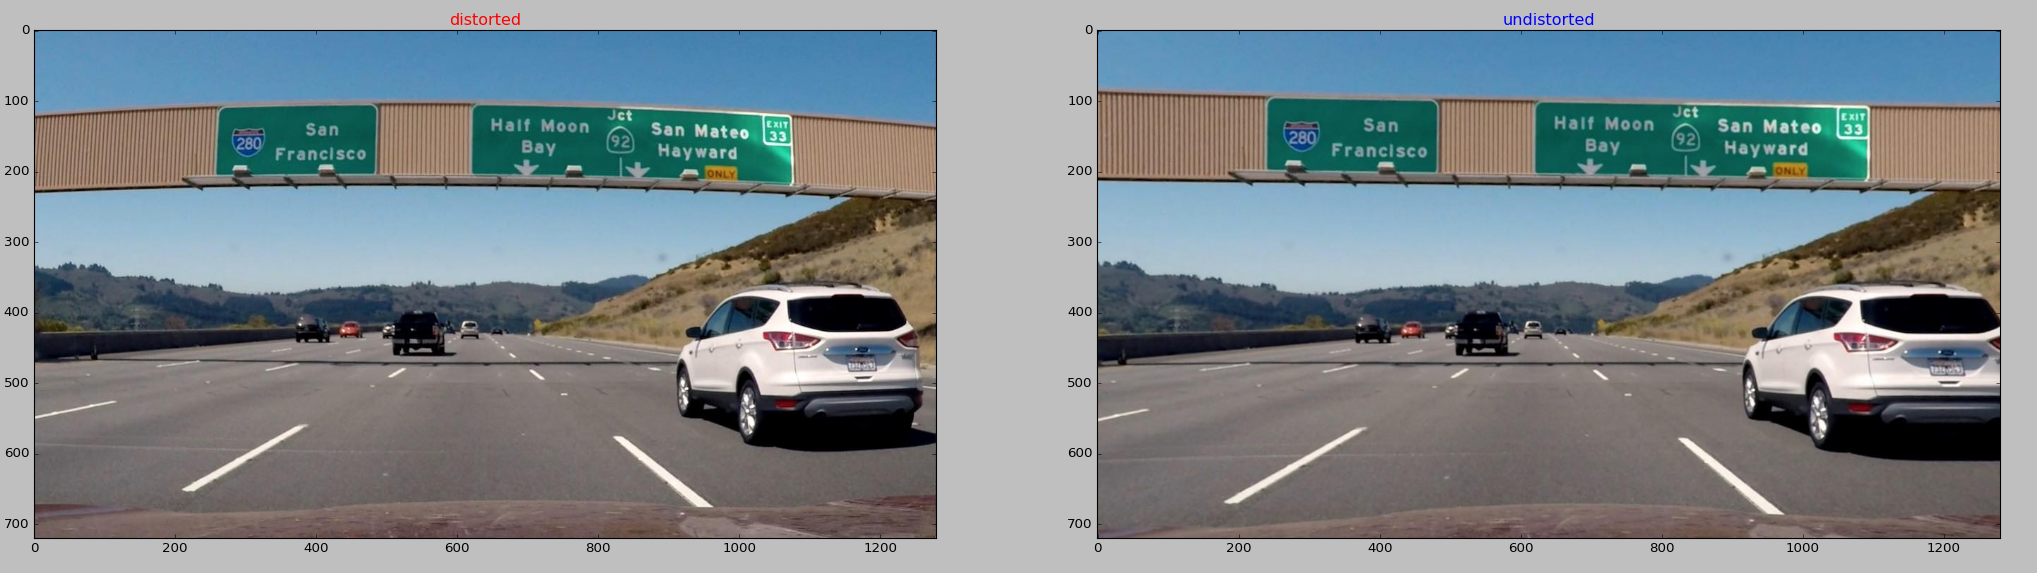 distorted
0
100
200
300
400
500
600
700
0 200 400 600 800 1000 1200
280
San
Francisco
Half Moon
Bay
Jct
92
San Mateo
Hayward
EXIT
33
ONLY
undistorted
0
100
200
300
400
500
600
700
0 200 400 600 800 1000 1200
280
San
Francisco
Half Moon
Bay
Jct
92
San Mateo
Hayward
EXIT
33
ONLY